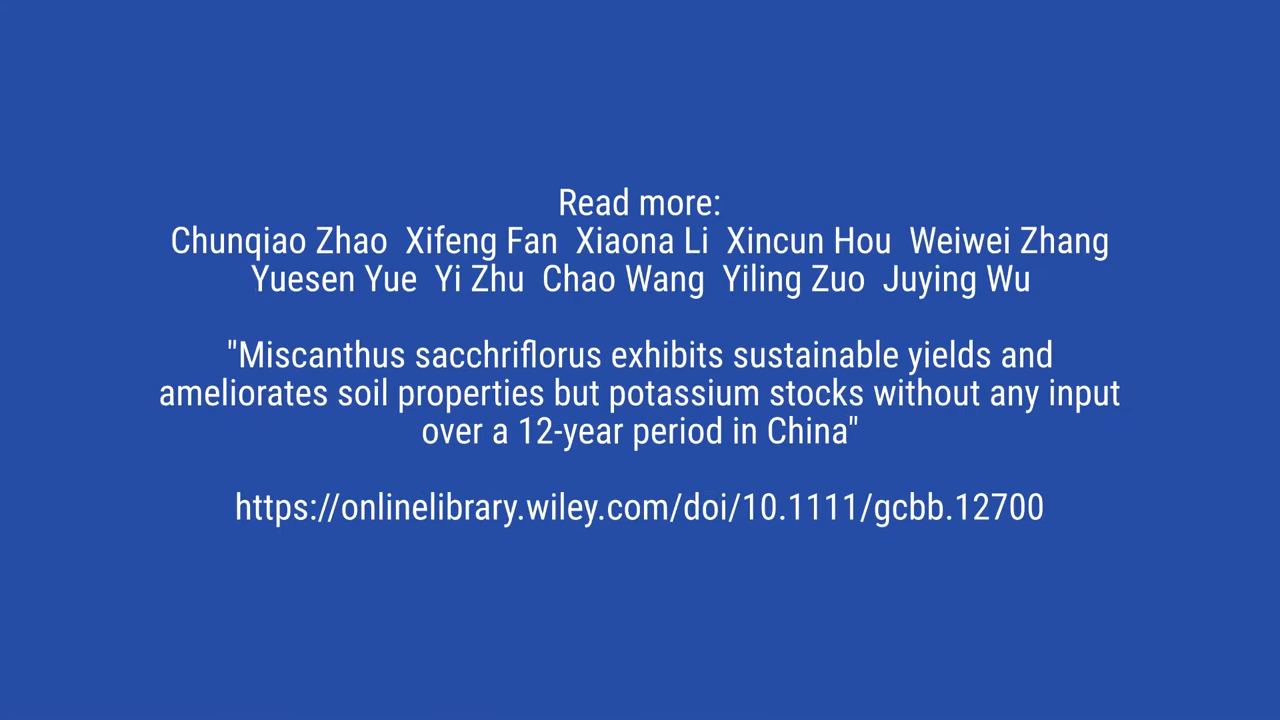 Read more:
Chunqiao Zhao  Xifeng Fan  Xiaona Li  Xincun Hou  Weiwei Zhang
Yuesen Yue  Yi Zhu  Chao Wang  Yiling Zuo  Juying Wu
"Miscanthus sacchriflorus exhibits sustainable yields and
ameliorates soil properties but potassium stocks without any input
over a 12-year period in China"
https://onlinelibrary.wiley.com/doi/10.1111/gcbb.12700